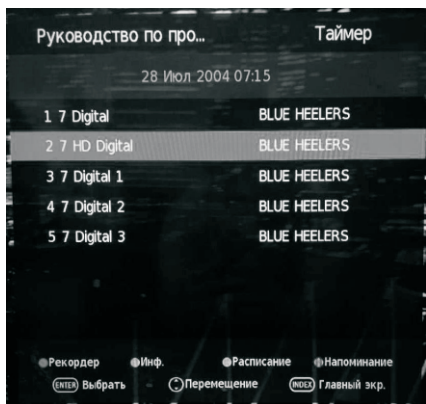 Руководство по про... Таймер
28 Июл 2004 07:15
1 7 Digital BLUE HEELERS
2 7 HD Digital BLUE HEELERS
3 7 Digital 1 BLUE HEELERS
4 7 Digital 2 BLUE HEELERS
5 7 Digital 3 BLUE HEELERS
Рекордер Инф. Расписание Напоминание
ENTER Выбрать Перемещение INDEX Главный экр.